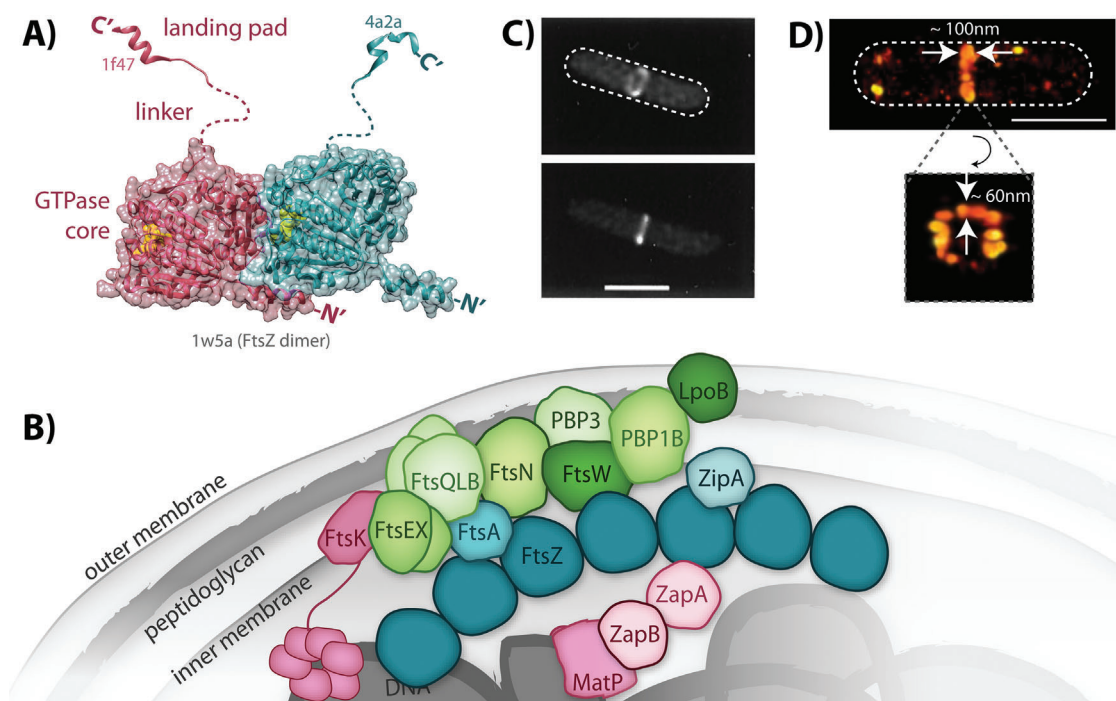 A)
C′
landing pad
1f47
linker
GTPase
core
4a2a
C′
N′
N′
1w5a (FtsZ dimer)
C)
D)
~ 100nm
~ 60nm
B)
outer membrane
peptidoglycan
inner membrane
LpoB
PBP3
PBP1B
FtsQLB
FtsN
FtsW
ZipA
FtsK
FtsEX
FtsA
FtsZ
ZapA
ZapB
MatP
DNA